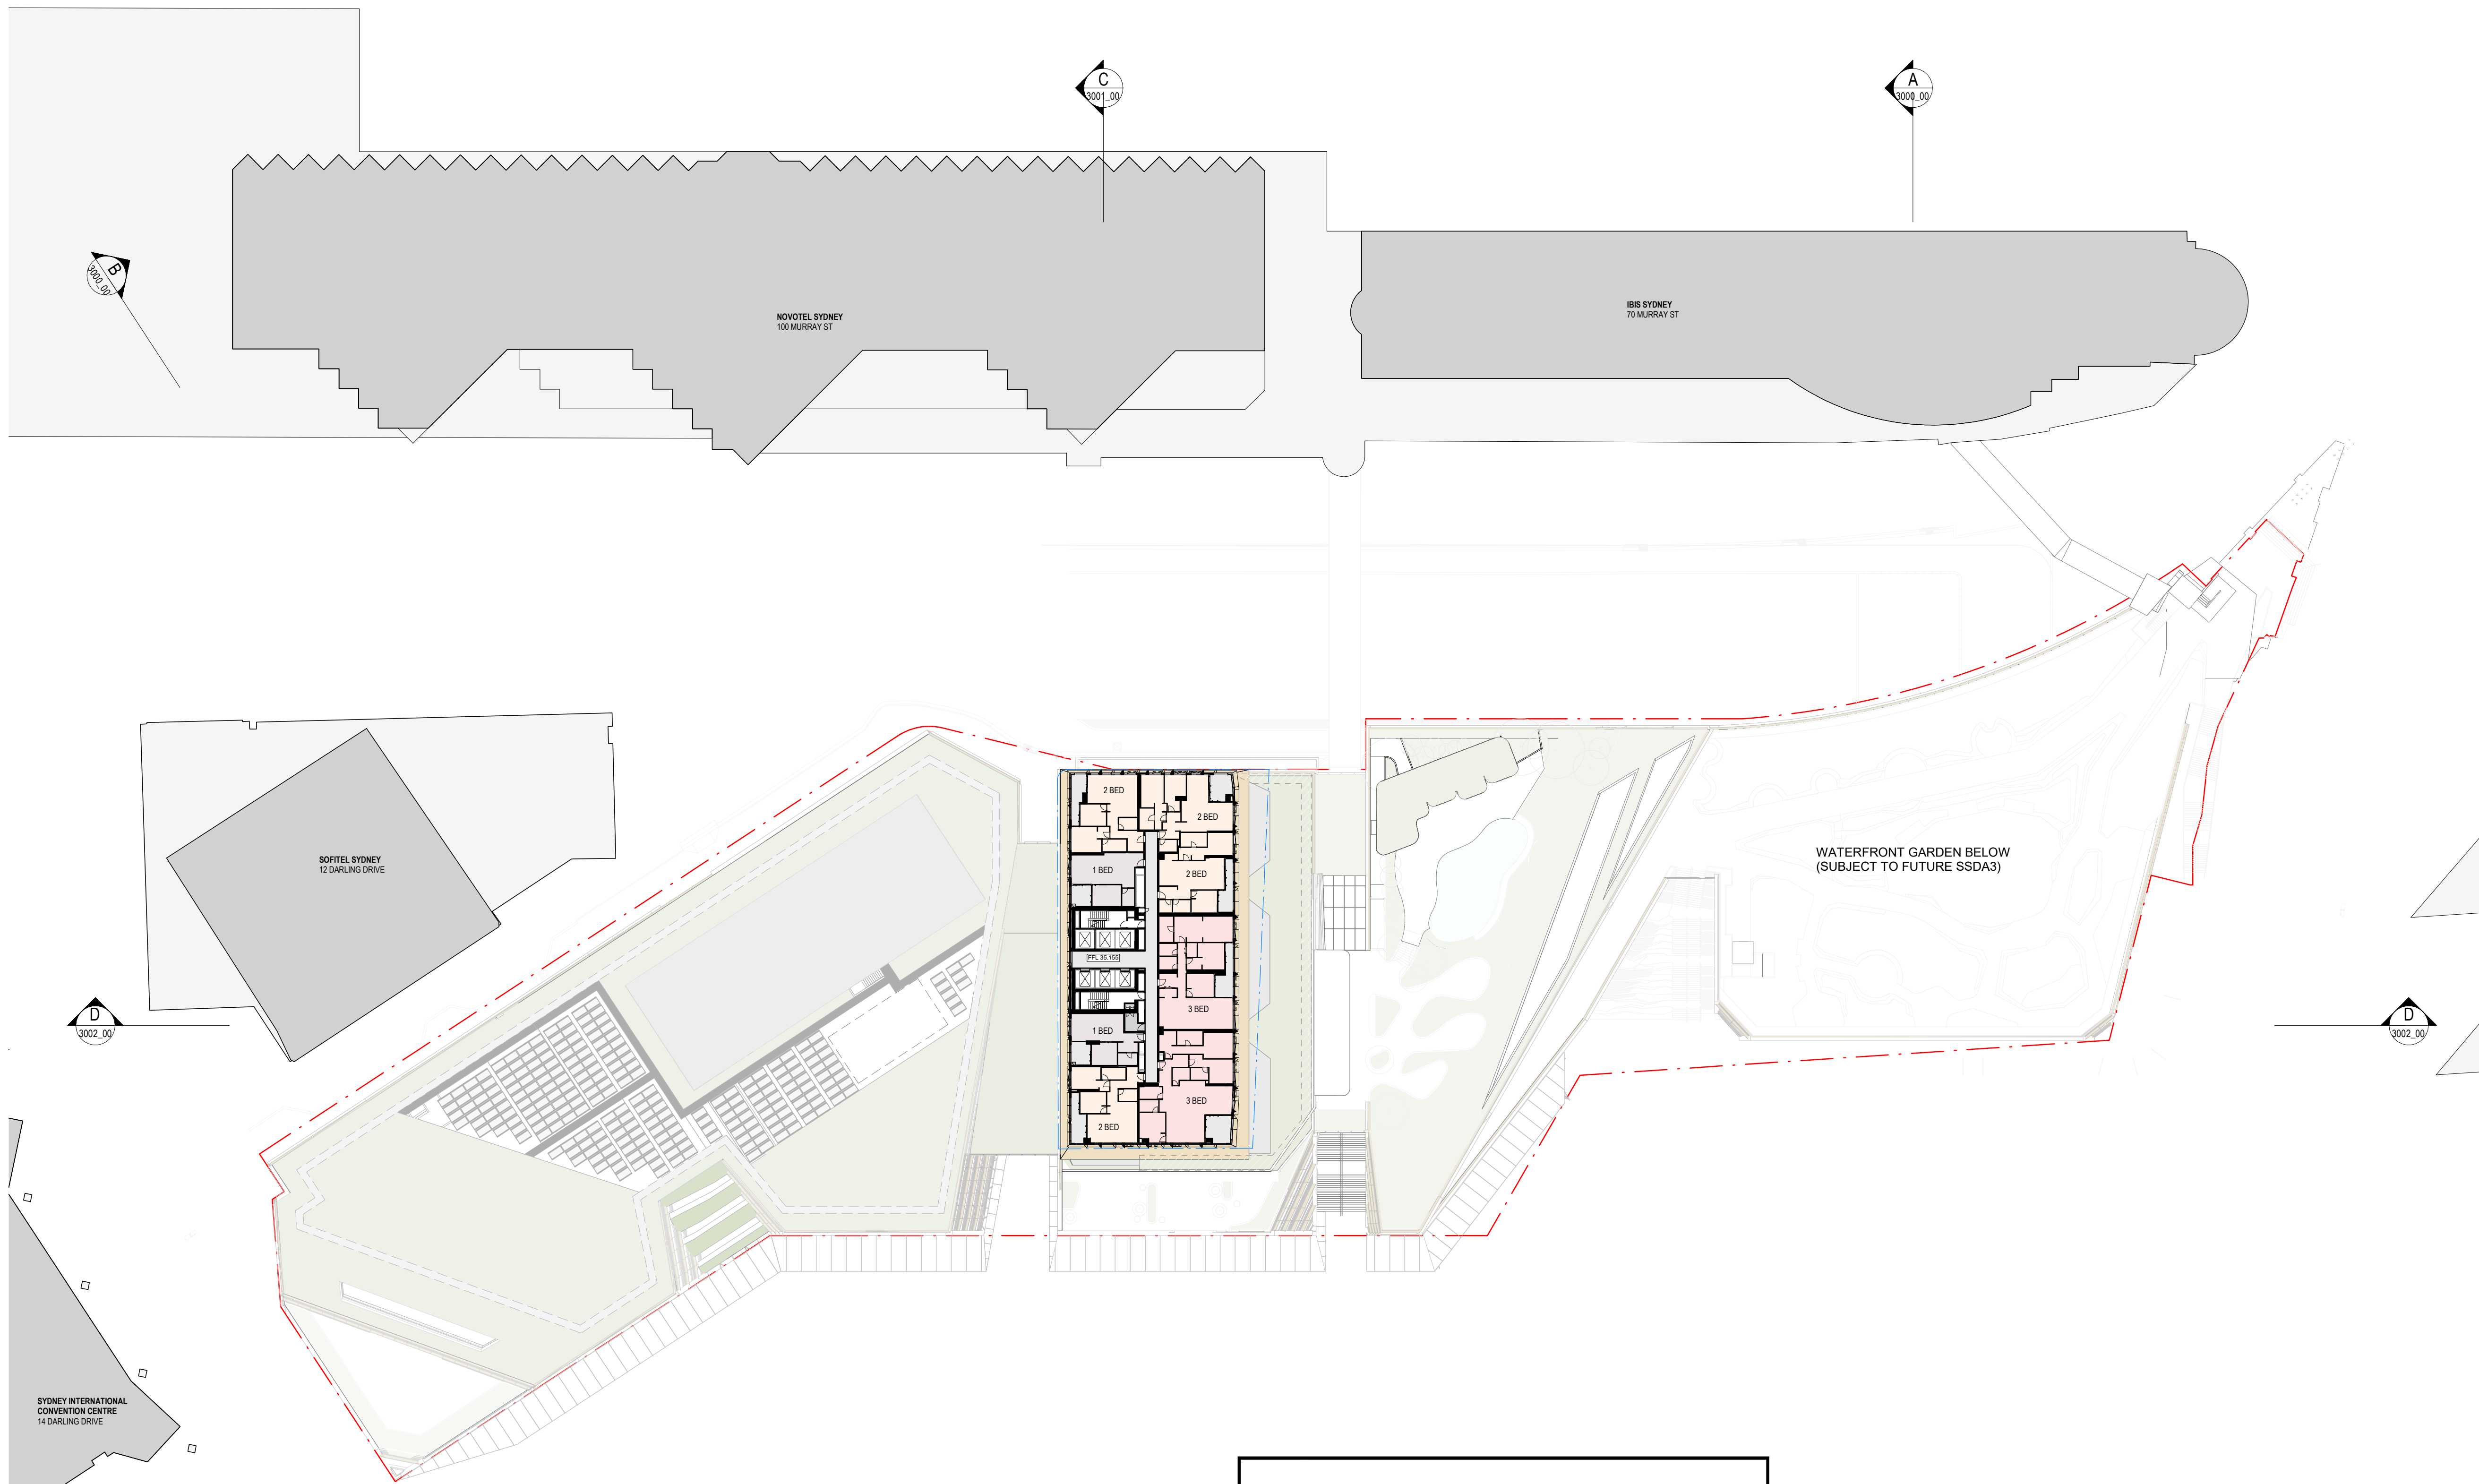 C
3001_00
A
3000_00
B
3000_00
NOVOTEL SYDNEY
100 MURRAY ST
IBIS SYDNEY
70 MURRAY ST
SOFITEL SYDNEY
12 DARLING DRIVE
2 BED
2 BED
1 BED
2 BED
WATERFRONT GARDEN BELOW
(SUBJECT TO FUTURE SSDA3)
FFL 35.155
3 BED
1 BED
3 BED
2 BED
D
3002_00
D
3002_00
SYDNEY INTERNATIONAL
CONVENTION CENTRE
14 DARLING DRIVE